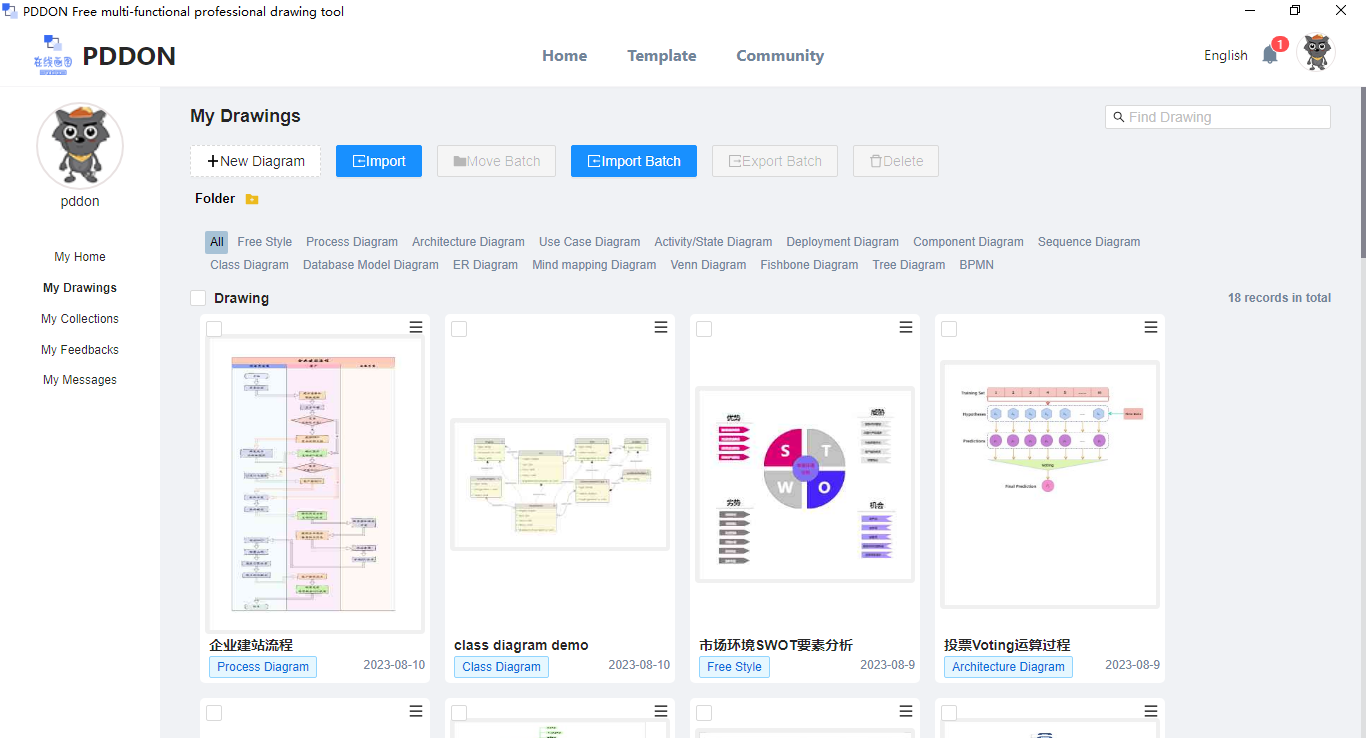 PDDON Free multi-functional professional drawing tool
在线画图 PDDON
Home Template Community
English 1
pddon
My Home
My Drawings
My Collections
My Feedbacks
My Messages
My Drawings
Find Drawing
New Diagram Import Move Batch Import Batch Export Batch Delete
Folder
All Free Style Process Diagram Architecture Diagram Use Case Diagram Activity/State Diagram Deployment Diagram Component Diagram Sequence Diagram
Class Diagram Database Model Diagram ER Diagram Mind mapping Diagram Venn Diagram Fishbone Diagram Tree Diagram BPMN
Drawing 18 records in total
企业建站流程
Process Diagram 2023-08-10
class diagram demo
Class Diagram 2023-08-10
优势 威胁
S T
W O
劣势 机会
市场环境SWOT要素分析
Free Style 2023-08-9
Training Set 1 2 3 4 5 ...... M
Hypotheses
Predictions
Voting
Final Prediction
投票Voting运算过程
Architecture Diagram 2023-08-9